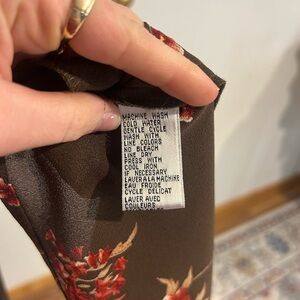 MACHINE WASH
COLD WATER
GENTLE CYCLE
WASH WITH
LIKE COLORS
NO BLEACH
LINE DRY
PRESS WITH
COOL IRON
IF NECESSARY
LAVER A LA MACHINE
EAU FROIDE
CYCLE DELICAT
LAVER AVEC
COULEURS